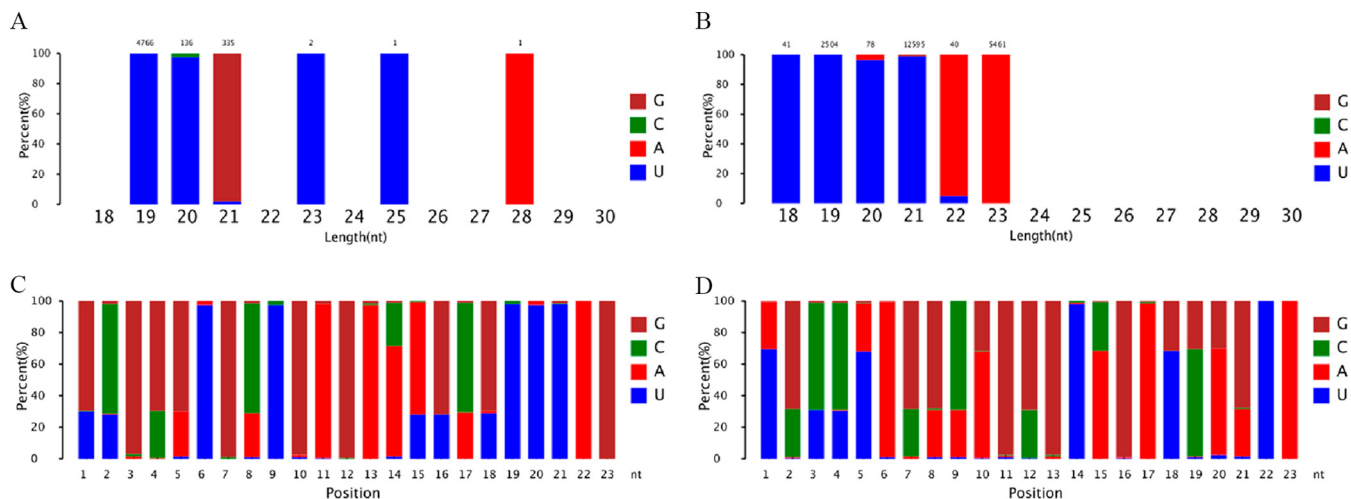 A
4766 136 335 2 1 1
100
80
60
40
20
0
Percent(%)
18 19 20 21 22 23 24 25 26 27 28 29 30
Length(nt)
G
C
A
U
B
41 2504 78 12595 40 5461
100
80
60
40
20
0
Percent(%)
18 19 20 21 22 23 24 25 26 27 28 29 30
Length(nt)
G
C
A
U
C
100
80
60
40
20
0
Percent(%)
1 2 3 4 5 6 7 8 9 10 11 12 13 14 15 16 17 18 19 20 21 22 23 nt
Position
G
C
A
U
D
100
80
60
40
20
0
Percent(%)
1 2 3 4 5 6 7 8 9 10 11 12 13 14 15 16 17 18 19 20 21 22 23 nt
Position
G
C
A
U